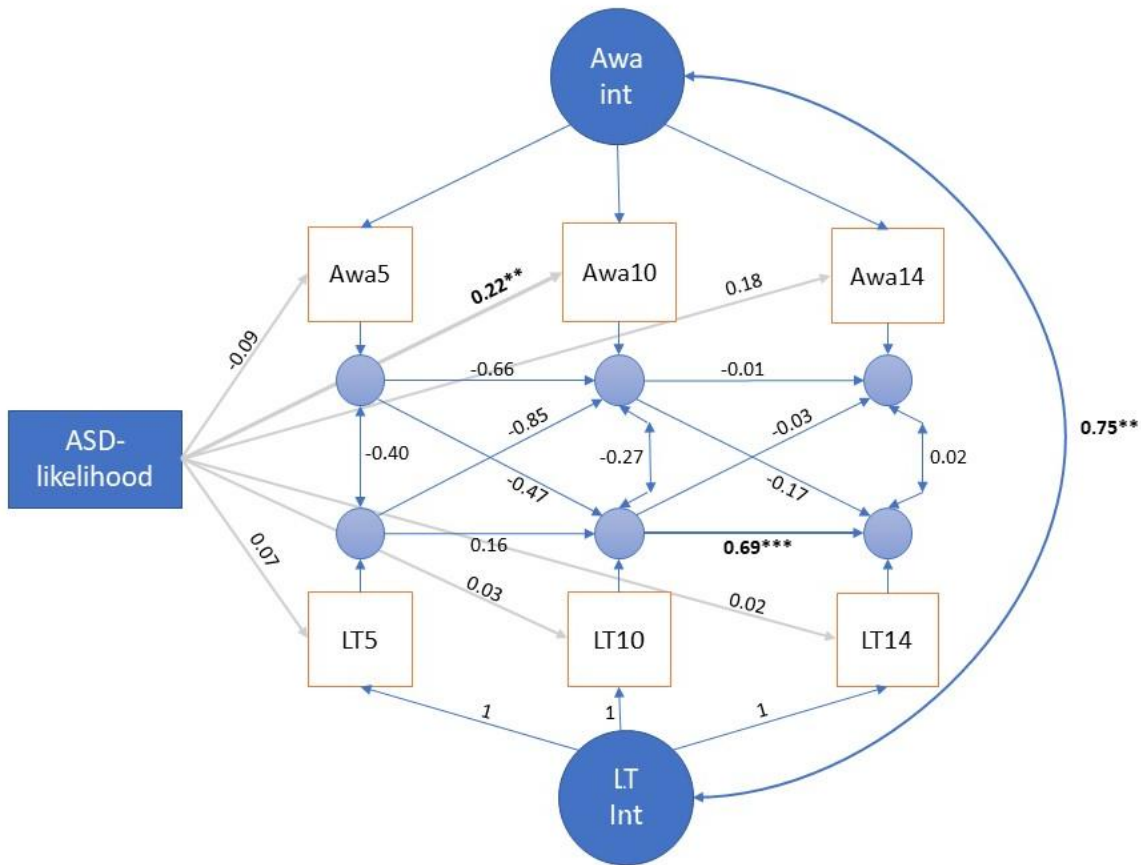 Awa
int
Awa5
Awa10
Awa14
0.22**
0.18
-0.09
-0.66
-0.01
-0.85
-0.03
ASD-
likelihood
-0.40
-0.27
0.02
0.75**
-0.47
-0.17
0.16
0.69***
0.07
0.03
0.02
LT5
LT10
LT14
1
1
1
LT
Int